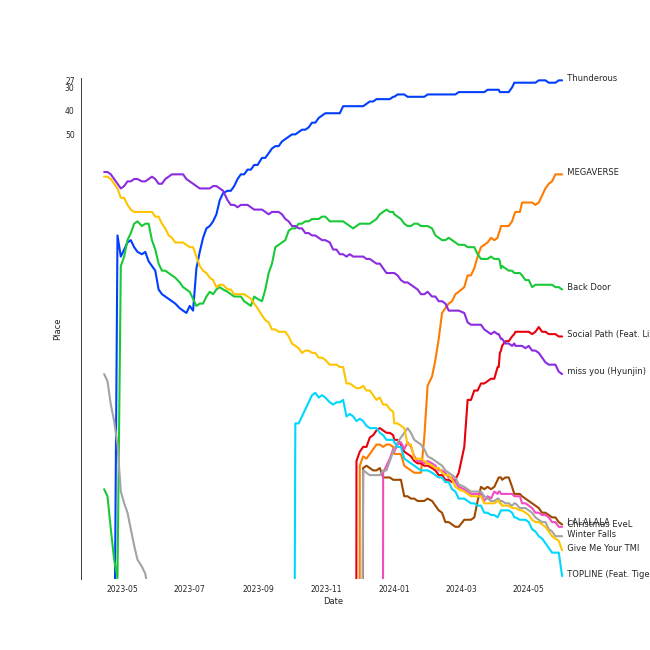 27
30
40
50
Place
Thunderous
MEGAVERSE
Back Door
Social Path (Feat. Li
miss you (Hyunjin)
LALALALA
Christmas EveL
Winter Falls
Give Me Your TMI
TOPLINE (Feat. Tige
2023-05 2023-07 2023-09 2023-11 2024-01 2024-03 2024-05
Date